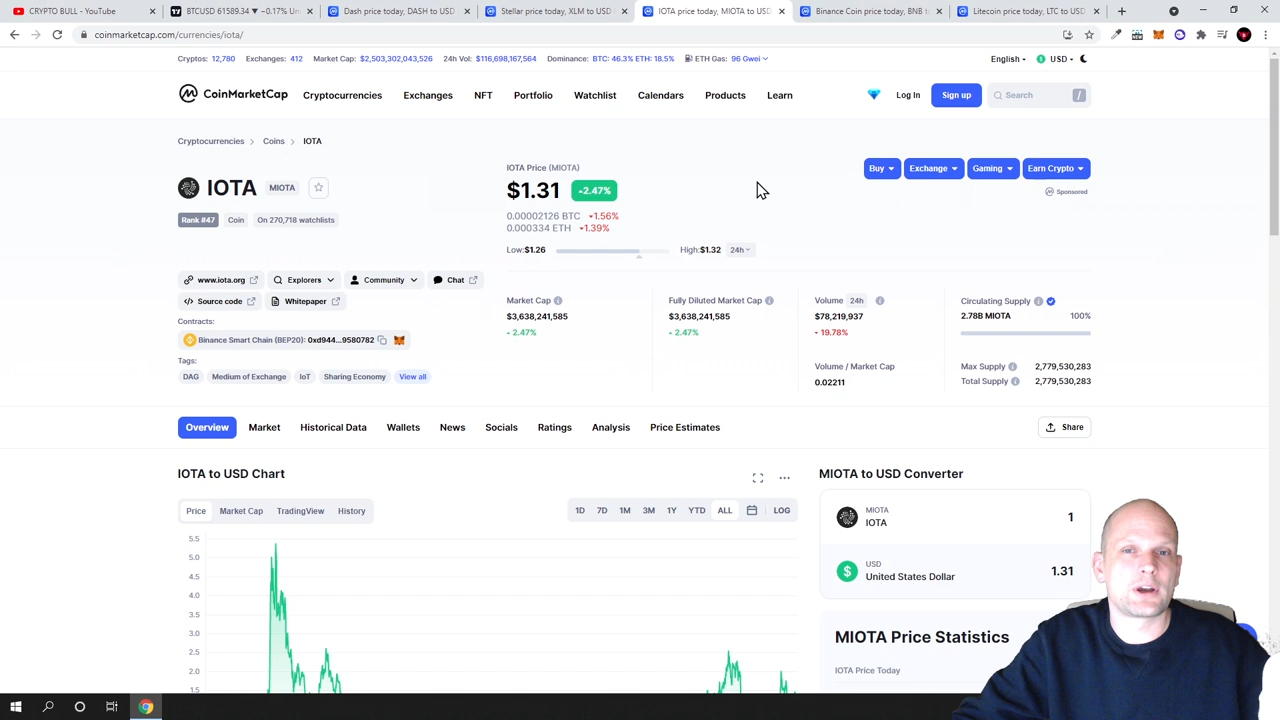 CRYPTO BULL - YouTube
BTCUSD 61589.34 ▼ −0.17% Un
Dash price today, DASH to USD
Stellar price today, XLM to USD
IOTA price today, MIOTA to USD
Binance Coin price today, BNB to
Litecoin price today, LTC to USD
coinmarketcap.com/currencies/iota/
Cryptos: 12,780 Exchanges: 412 Market Cap: $2,503,302,043,526 24h Vol: $116,698,167,564 Dominance: BTC: 46.3% ETH: 18.5% ETH Gas: 96 Gwei English USD
CoinMarketCap Cryptocurrencies Exchanges NFT Portfolio Watchlist Calendars Products Learn Log In Sign up Search /
Cryptocurrencies > Coins > IOTA
IOTA MIOTA
Rank #47 Coin On 270,718 watchlists
IOTA Price (MIOTA)
$1.31 2.47%
0.00002126 BTC 1.56%
0.000334 ETH 1.39%
Low: $1.26 High: $1.32 24h
Buy Exchange Gaming Earn Crypto
Sponsored
www.iota.org Explorers Community Chat
Source code Whitepaper
Contracts:
Binance Smart Chain (BEP20): 0xd944...9580782
Tags:
DAG Medium of Exchange IoT Sharing Economy View all
Market Cap
$3,638,241,585
2.47%
Fully Diluted Market Cap
$3,638,241,585
2.47%
Volume 24h
$78,219,937
19.78%
Volume / Market Cap
0.02211
Circulating Supply
2.78B MIOTA 100%
Max Supply 2,779,530,283
Total Supply 2,779,530,283
Overview Market Historical Data Wallets News Socials Ratings Analysis Price Estimates Share
IOTA to USD Chart
Price Market Cap TradingView History
1D 7D 1M 3M 1Y YTD ALL LOG
5.5
5.0
4.5
4.0
3.5
3.0
2.5
2.0
1.5
MIOTA to USD Converter
MIOTA
IOTA 1
USD
United States Dollar 1.31
MIOTA Price Statistics
IOTA Price Today